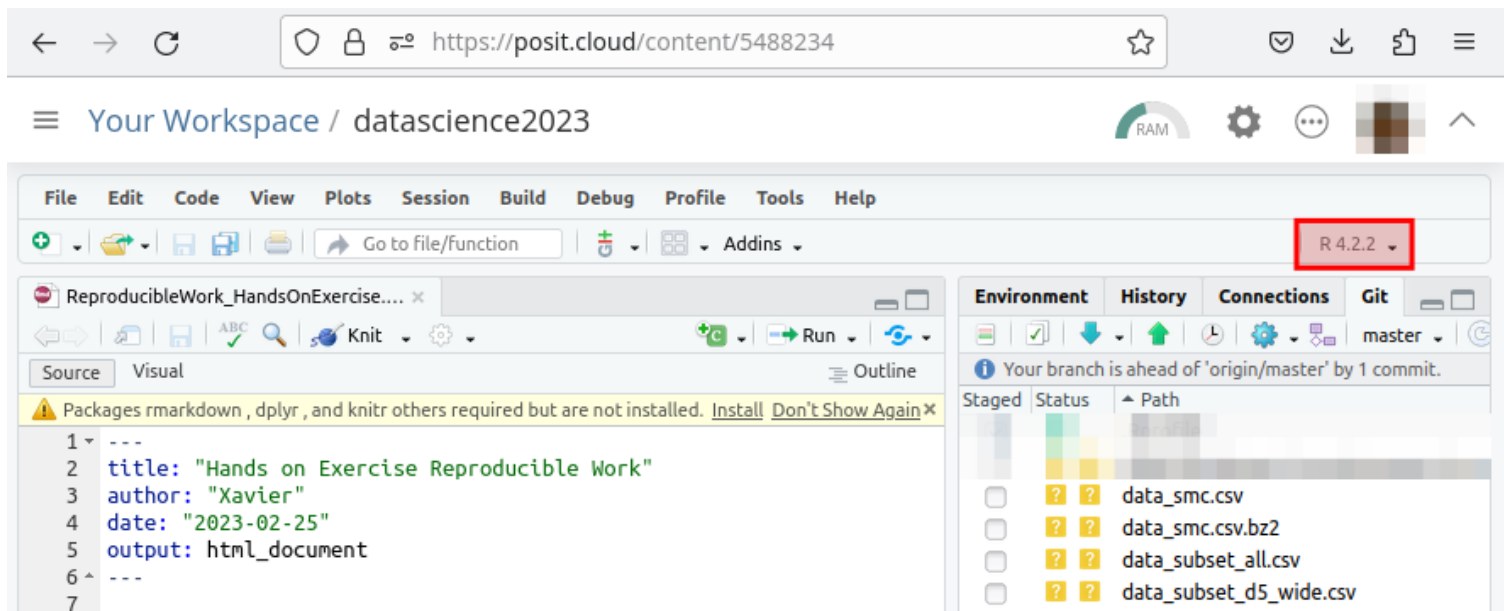 https://posit.cloud/content/5488234
Your Workspace / datascience2023
RAM
File Edit Code View Plots Session Build Debug Profile Tools Help
Go to file/function
Addins
R 4.2.2
ReproducibleWork_HandsOnExercise....
ABC
Knit
Run
Source Visual
Outline
Packages rmarkdown , dplyr , and knitr others required but are not installed. Install Don't Show Again
1 ---
2 title: "Hands on Exercise Reproducible Work"
3 author: "Xavier"
4 date: "2023-02-25"
5 output: html_document
6 ---
7
Environment History Connections Git
master
Your branch is ahead of 'origin/master' by 1 commit.
Staged Status Path
data_smc.csv
data_smc.csv.bz2
data_subset_all.csv
data_subset_d5_wide.csv